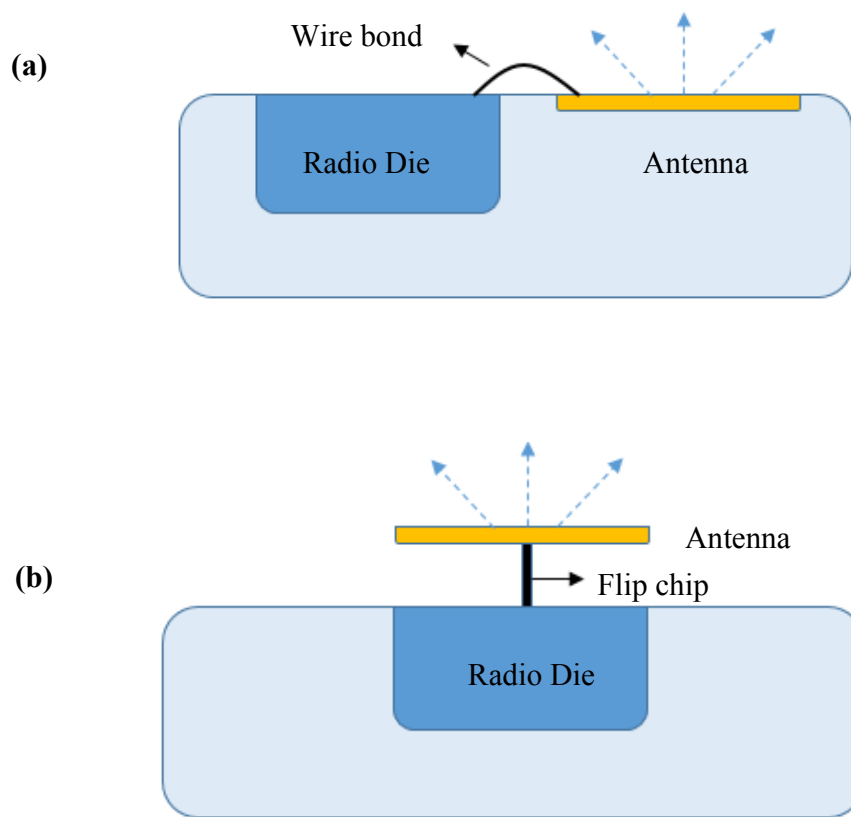 (a)
Wire bond
Radio Die
Antenna
(b)
Antenna
Flip chip
Radio Die